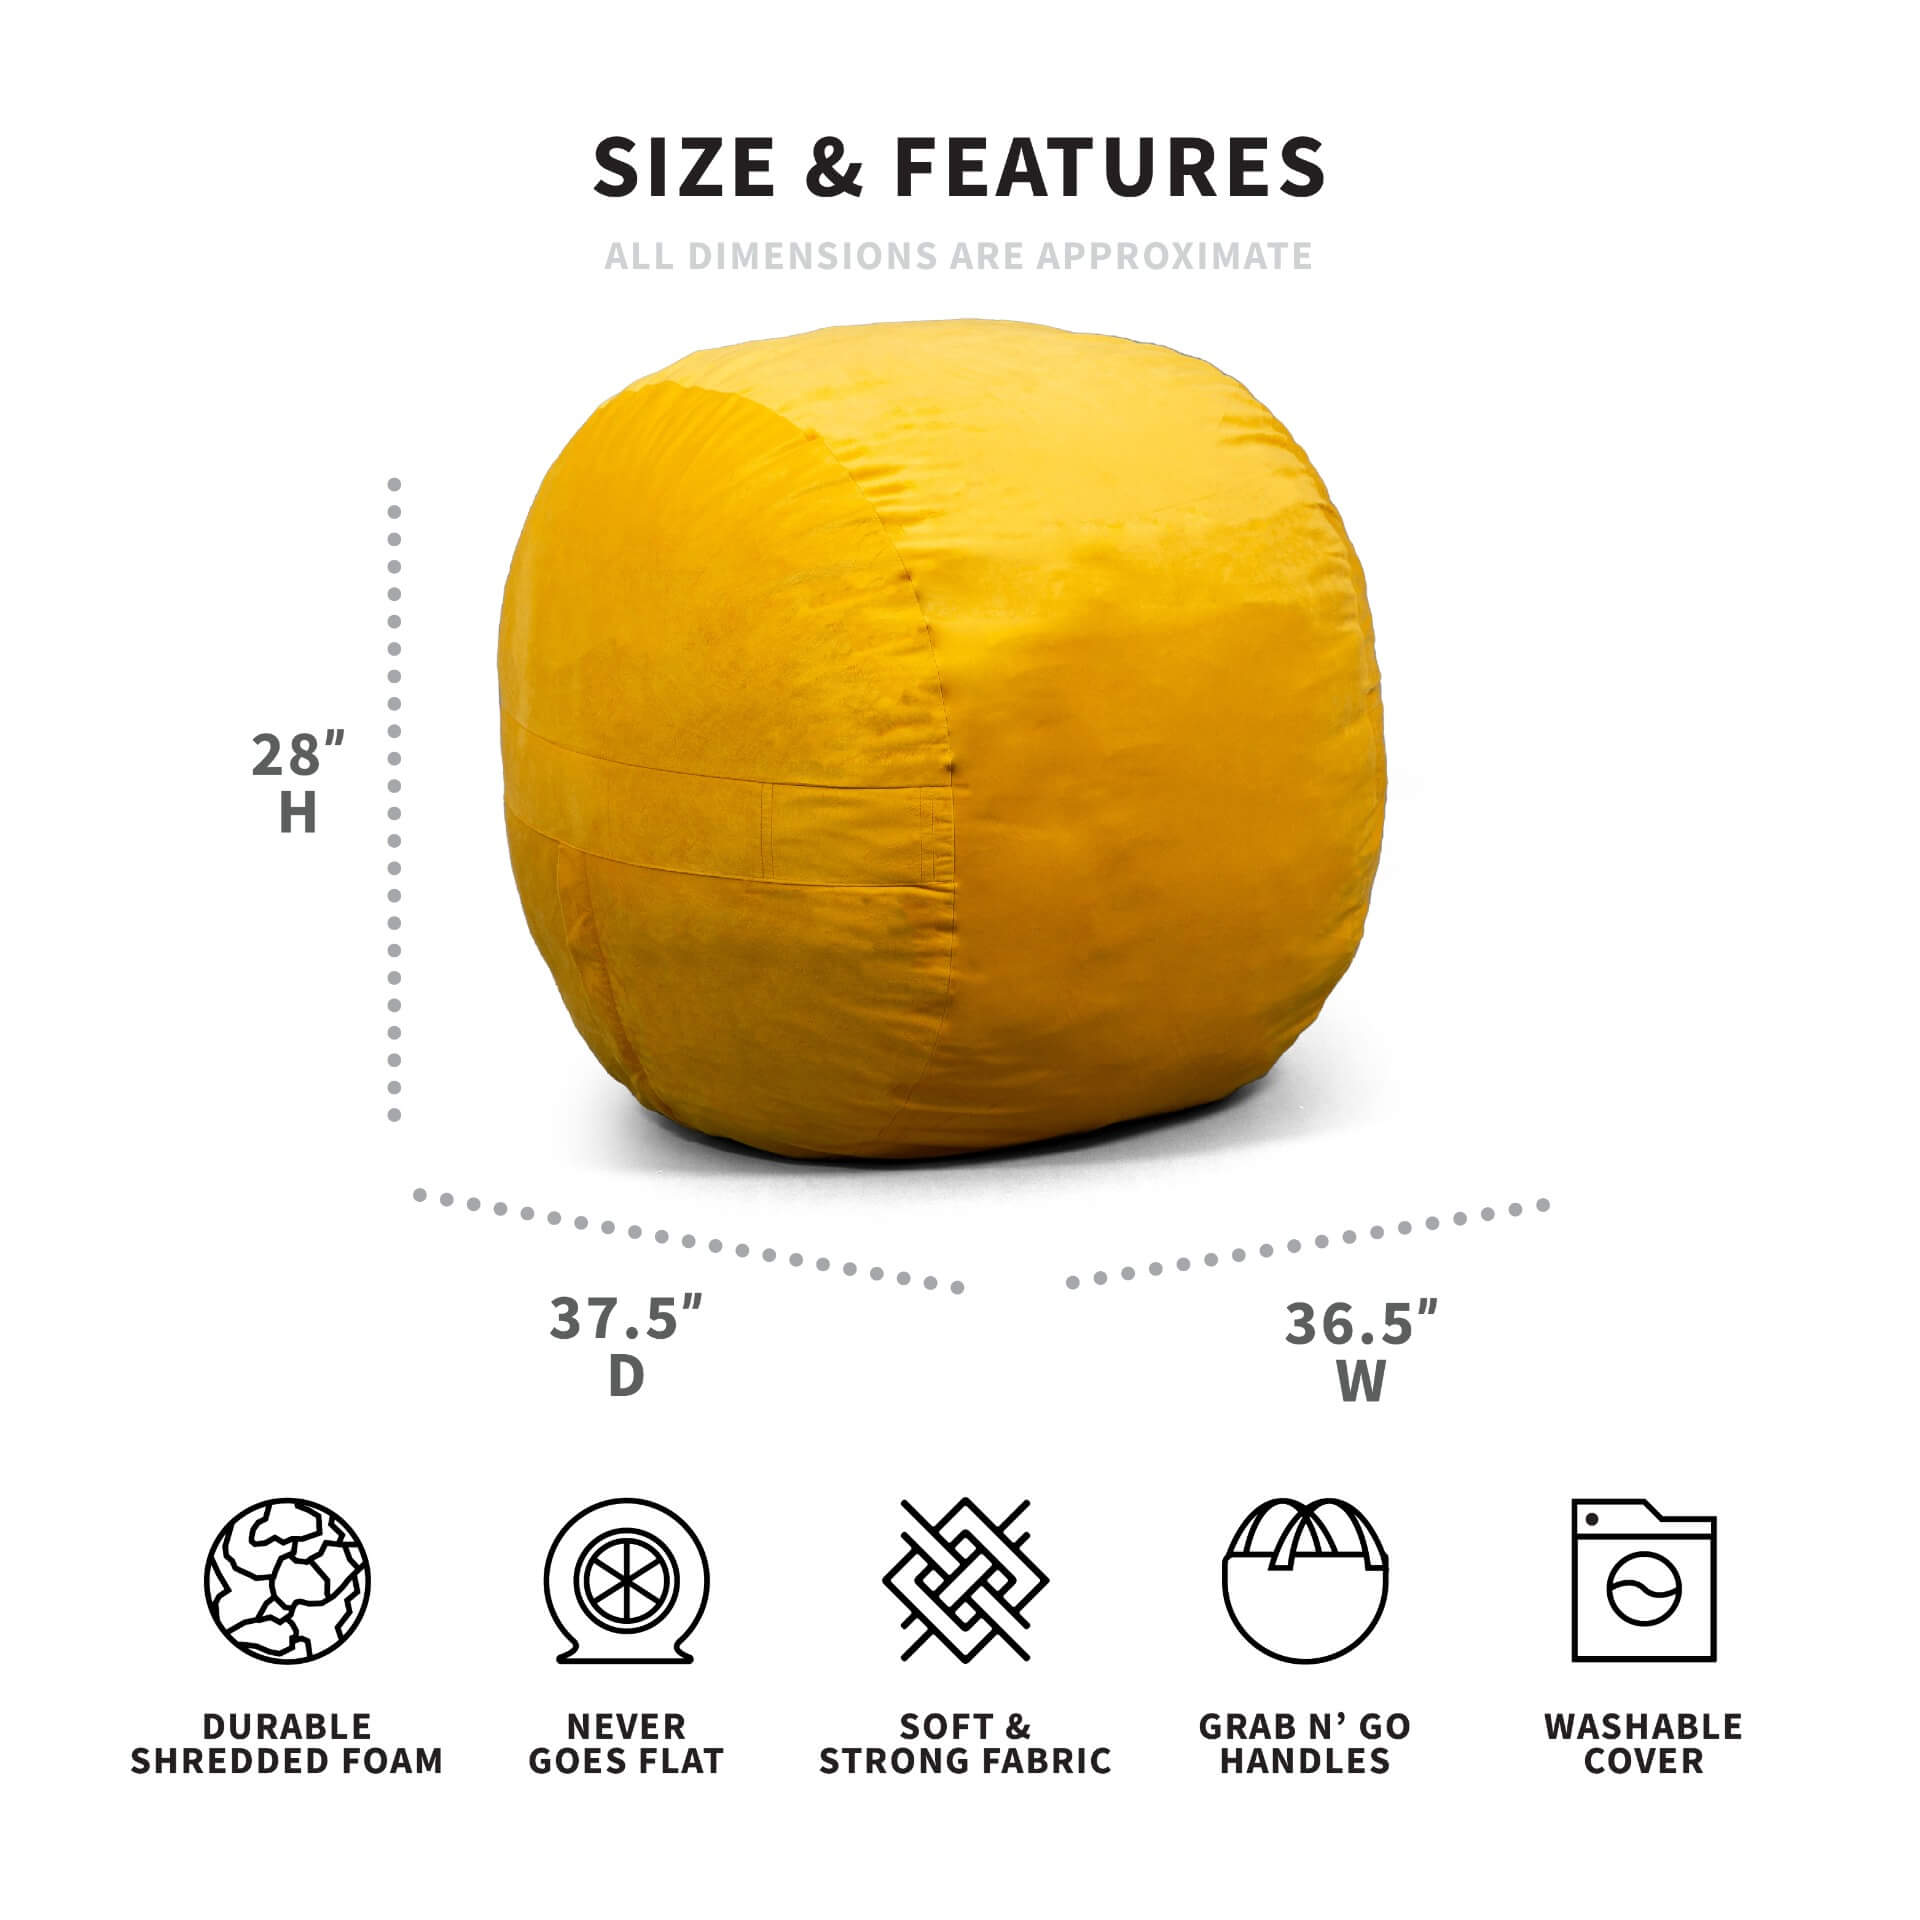 SIZE & FEATURES
ALL DIMENSIONS ARE APPROXIMATE
28"
H
37.5"
D
36.5"
W
DURABLE
SHREDDED FOAM
NEVER
GOES FLAT
SOFT &
STRONG FABRIC
GRAB N’ GO
HANDLES
WASHABLE
COVER